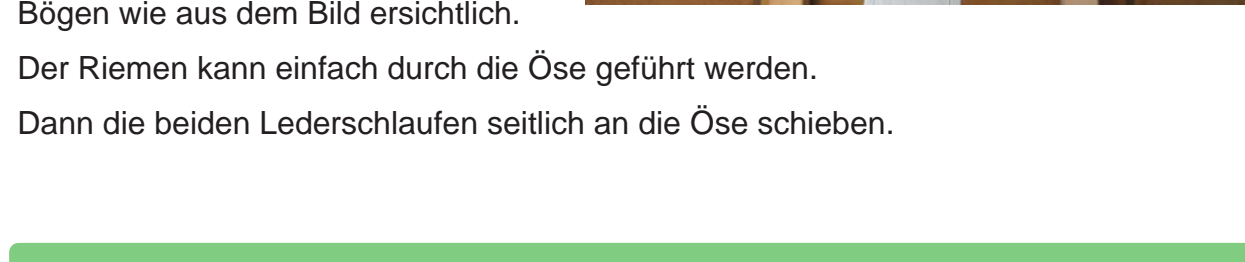 Bögen wie aus dem Bild ersichtlich.
Der Riemen kann einfach durch die Öse geführt werden.
Dann die beiden Lederschlaufen seitlich an die Öse schieben.